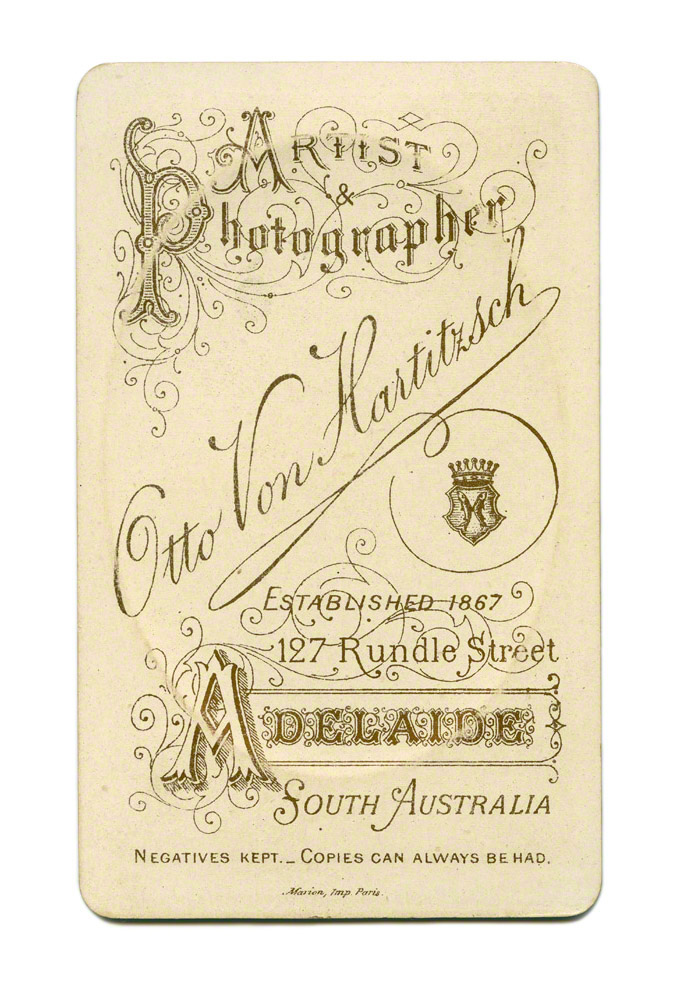 Artist
&
Photographer
Otto Von Hartitzsch
Established 1867
127 Rundle Street
Adelaide
South Australia
Negatives kept._ Copies can always be had.
Marion, Imp. Paris.